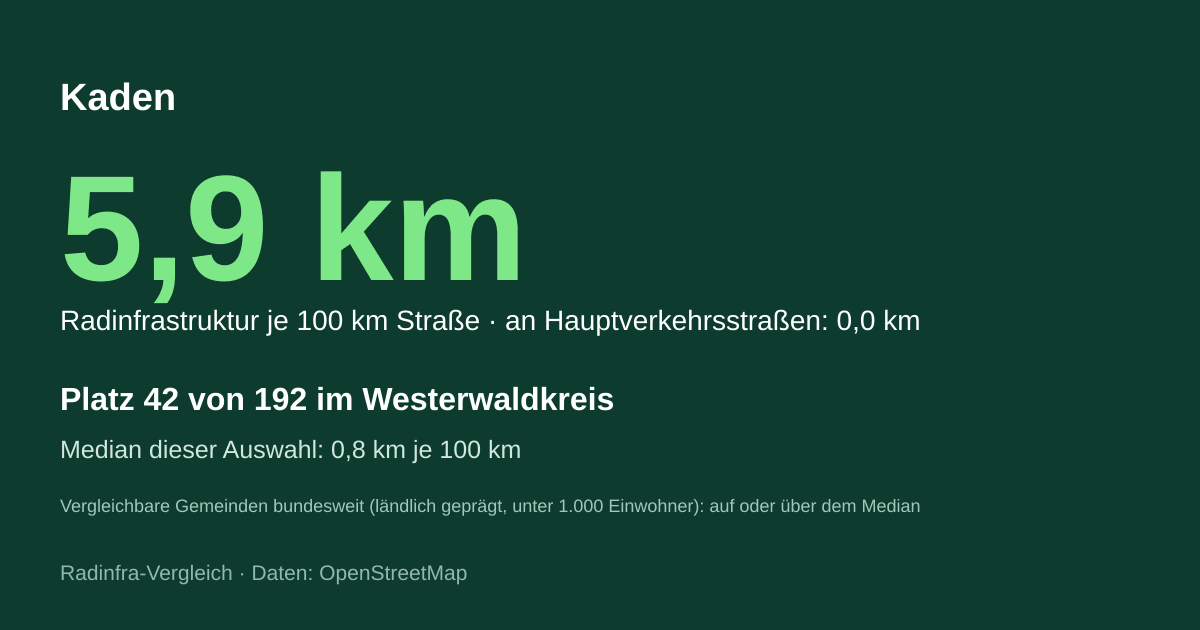 Kaden
5,9 km
Radinfrastruktur je 100 km Straße · an Hauptverkehrsstraßen: 0,0 km
Platz 42 von 192 im Westerwaldkreis
Median dieser Auswahl: 0,8 km je 100 km
Vergleichbare Gemeinden bundesweit (ländlich geprägt, unter 1.000 Einwohner): auf oder über dem Median
Radinfra-Vergleich · Daten: OpenStreetMap